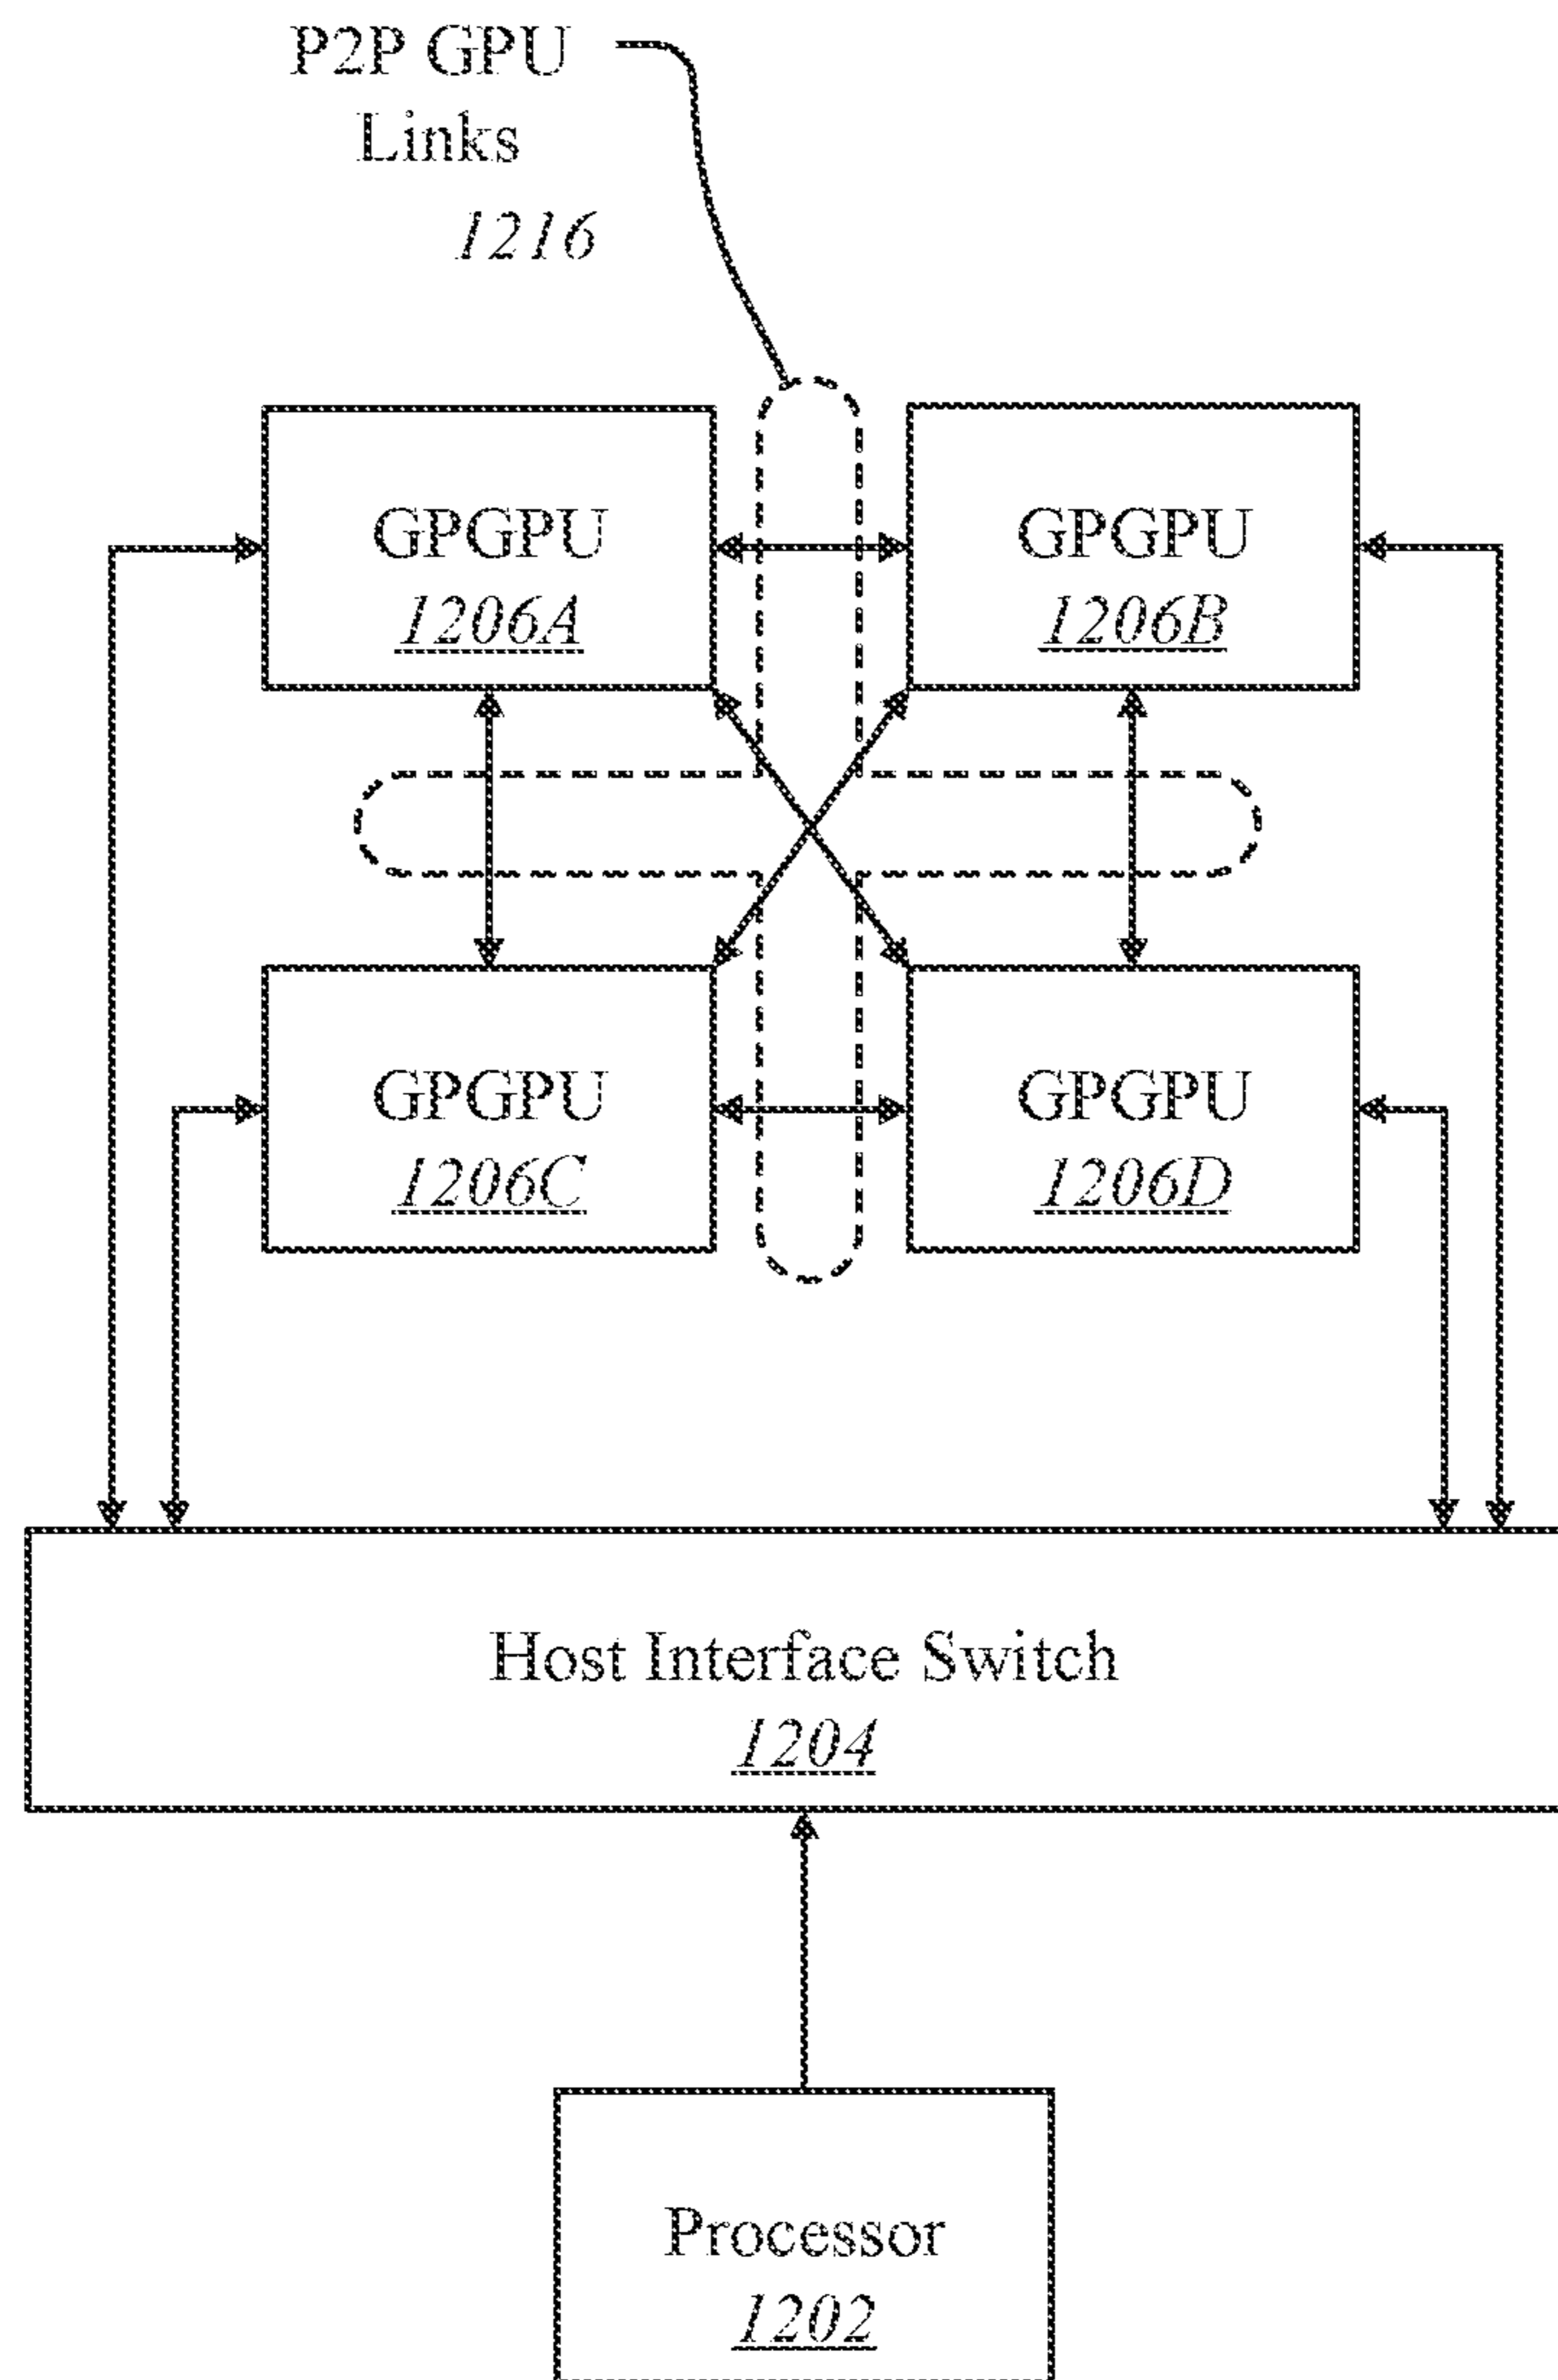 P2P GPU
Links
1216
GPGPU
1206A
GPGPU
1206B
GPGPU
1206C
GPGPU
1206D
Host Interface Switch
1204
Processor
1202